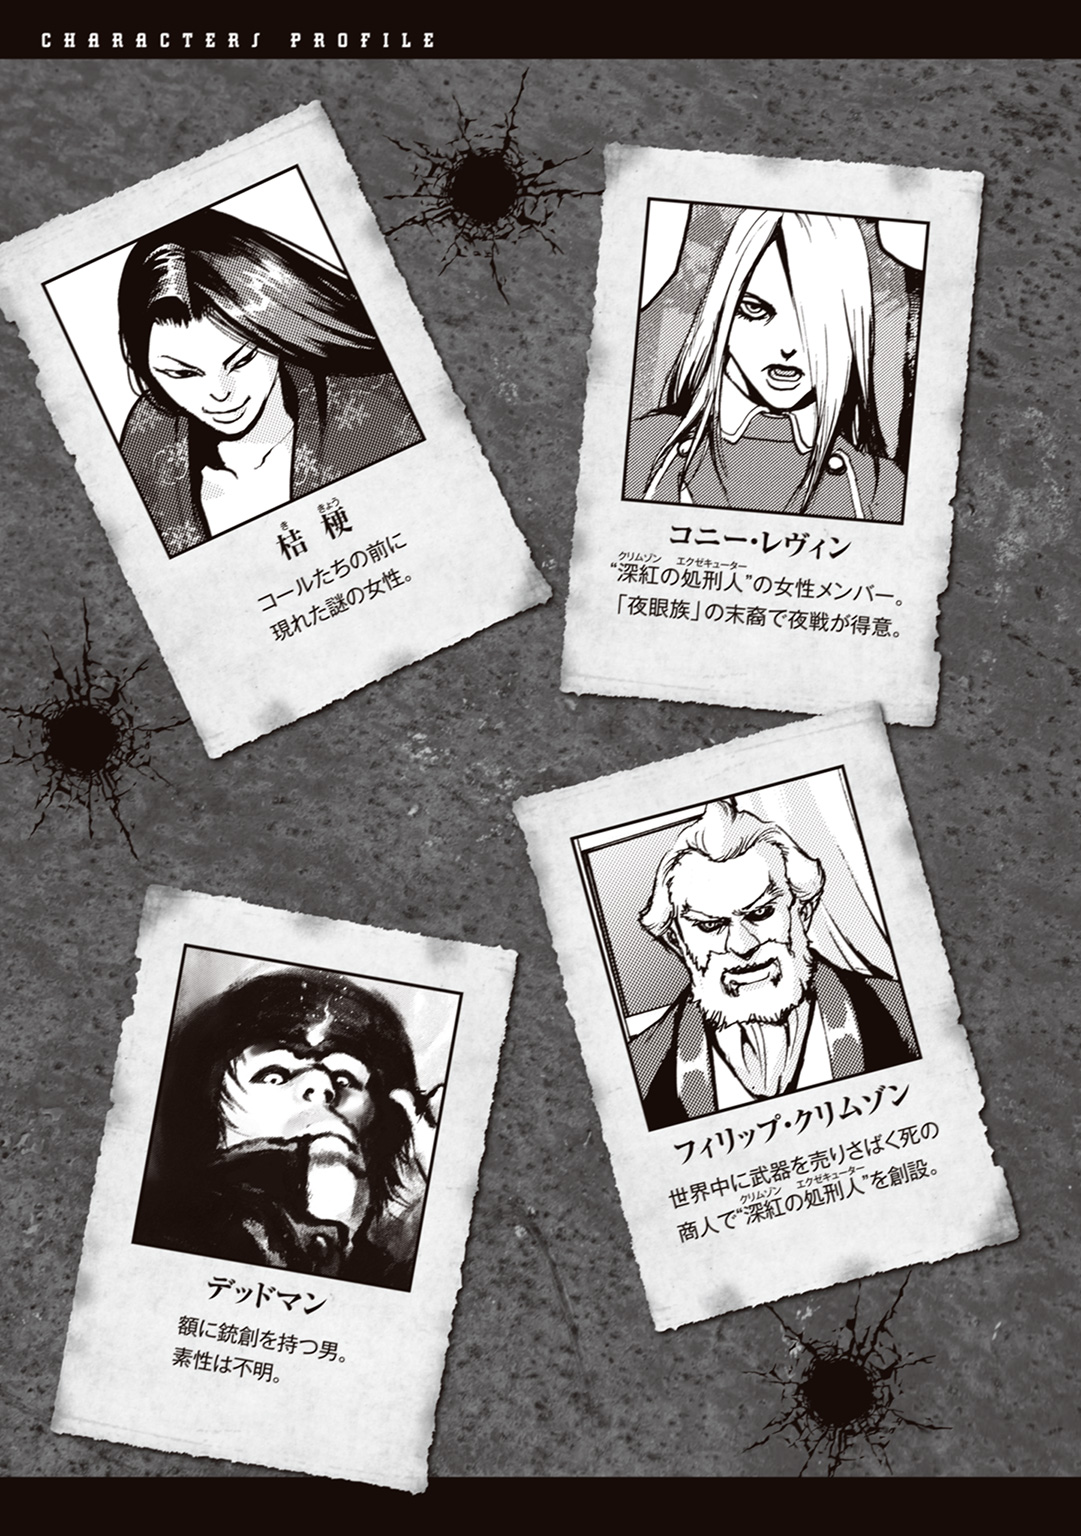 CHARACTERS PROFILE
桔梗
ききょう
コールたちの前に
現れた謎の女性。
コニー・レヴィン
クリムゾン エクゼキューター
“深紅の処刑人”の女性メンバー。
「夜眼族」の末裔で夜戦が得意。
デッドマン
額に銃創を持つ男。
素性は不明。
フィリップ・クリムゾン
世界中に武器を売りさばく死の
クリムゾン エクゼキューター
商人で“深紅の処刑人”を創設。